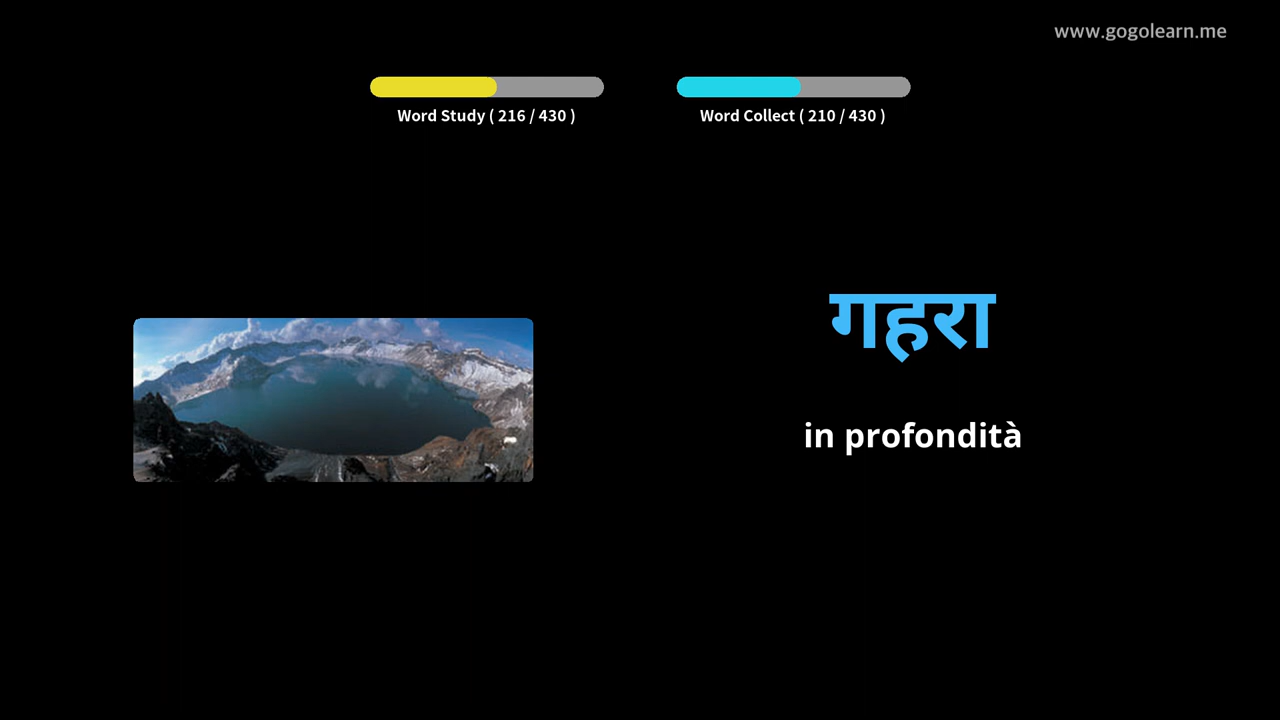 www.gogolearn.me
Word Study ( 216 / 430 )
Word Collect ( 210 / 430 )
गहरा
in profondità